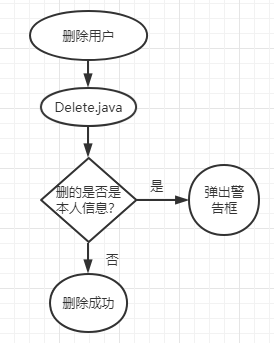 删除用户
Delete.java
删的是否是
本人信息?
是
弹出警
告框
否
删除成功